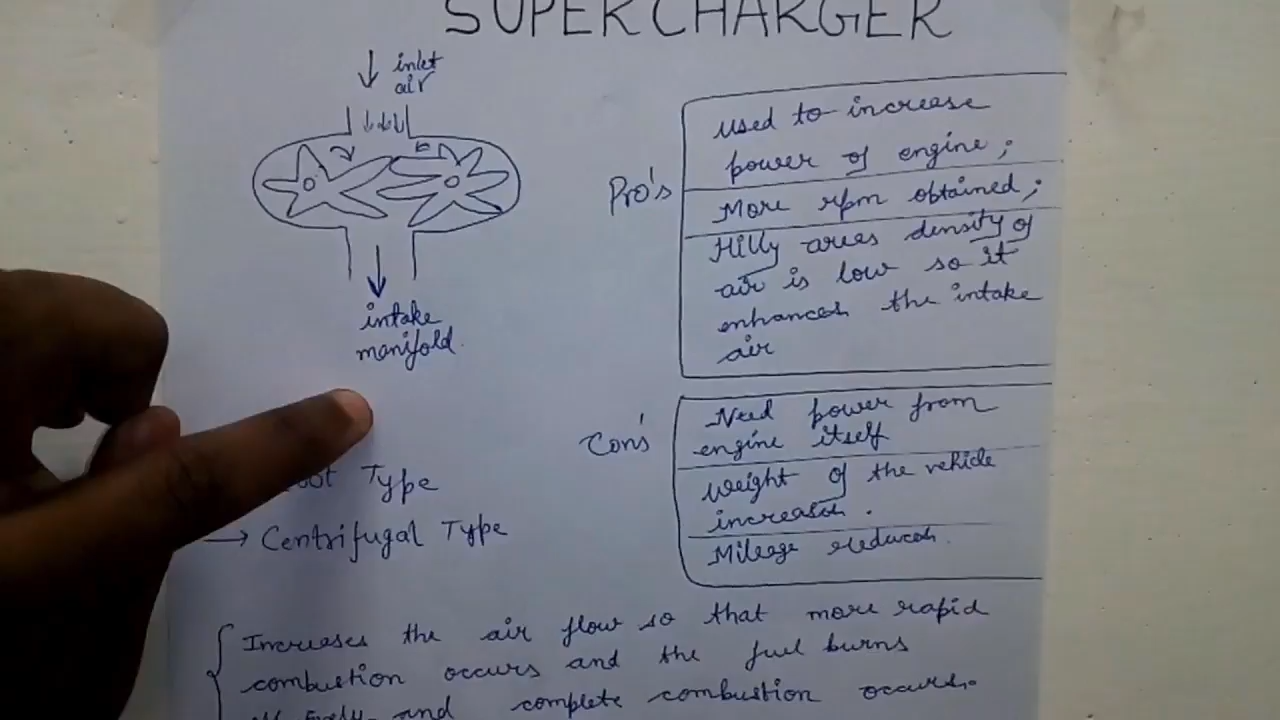 SUPERCHARGER
inlet
air
intake
manifold.
Type
→ Centrifugal Type
Pro's
used to increase
power of engine;
More rpm obtained;
Hilly areas density of
air is low so it
enhances the intake
air
Con's
Need power from
engine itself
Weight of the vehicle
increases.
Mileage reduces.
Increases the air flow so that more rapid
combustion occurs and the fuel burns
and complete combustion occurs.